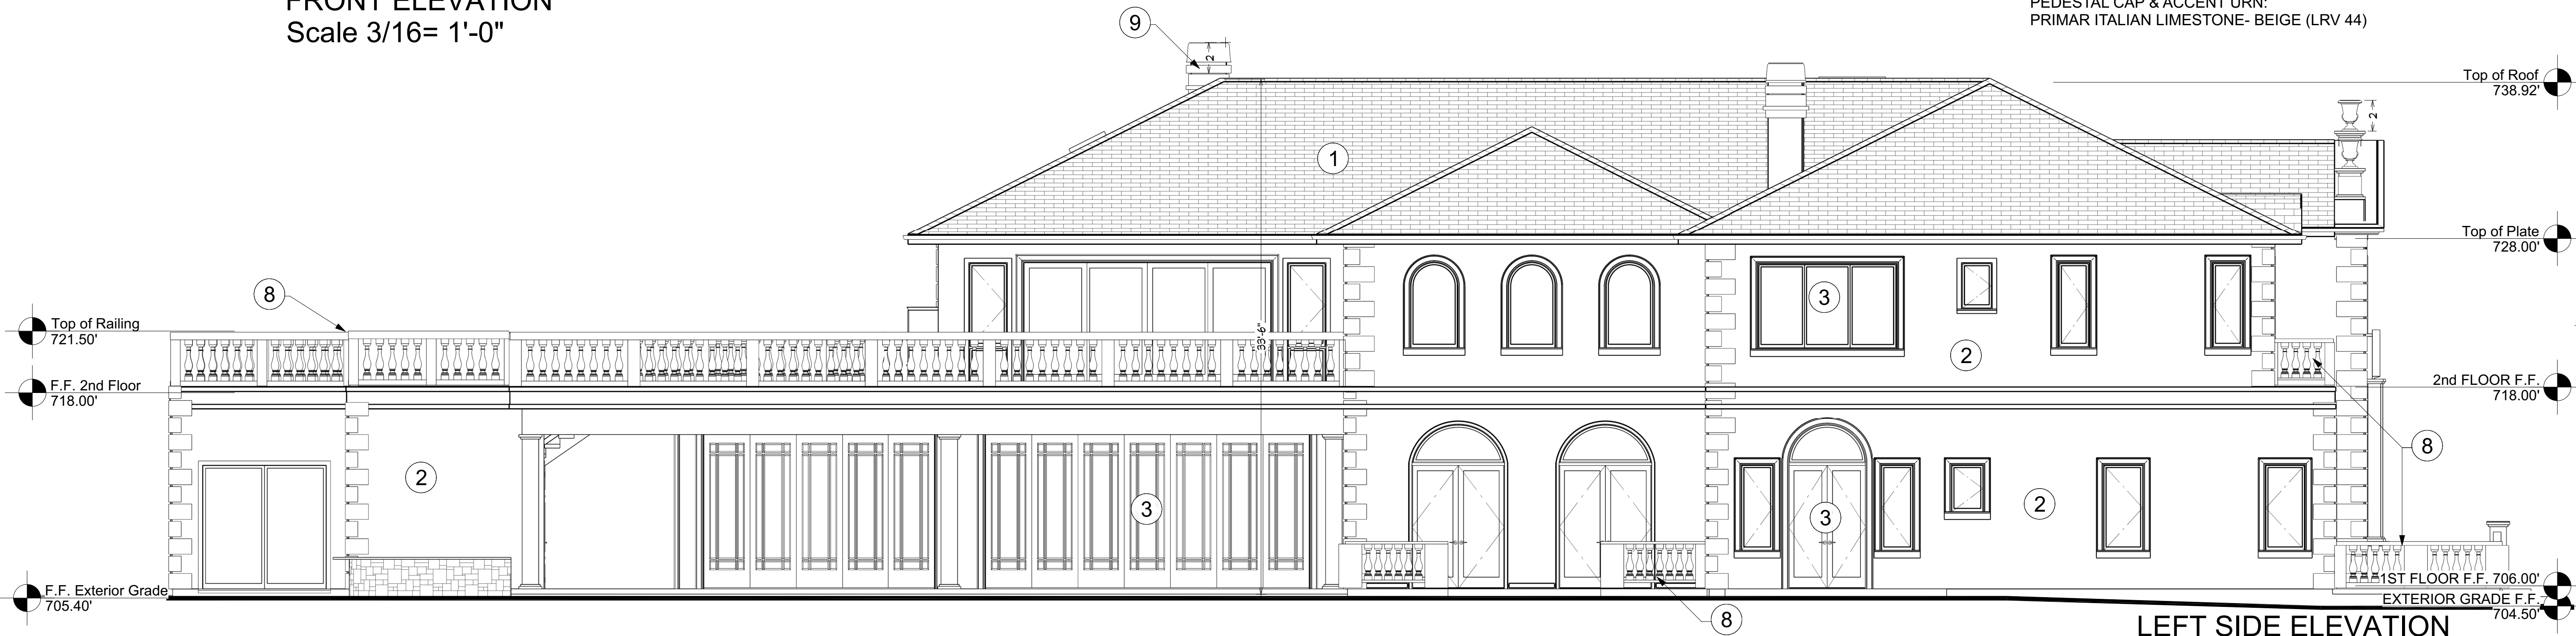 FRONT ELEVATION
Scale 3/16= 1'-0"
PEDESTAL CAP & ACCENT URN:
PRIMAR ITALIAN LIMESTONE- BEIGE (LRV 44)
9
2
Top of Roof
738.92'
2
1
Top of Plate
728.00'
8
3
Top of Railing
721.50'
33'-6"
2
F.F. 2nd Floor
718.00'
2nd FLOOR F.F.
718.00'
8
2
3
3
2
1ST FLOOR F.F. 706.00'
F.F. Exterior Grade
705.40'
EXTERIOR GRADE F.F.
704.50'
8
LEFT SIDE ELEVATION